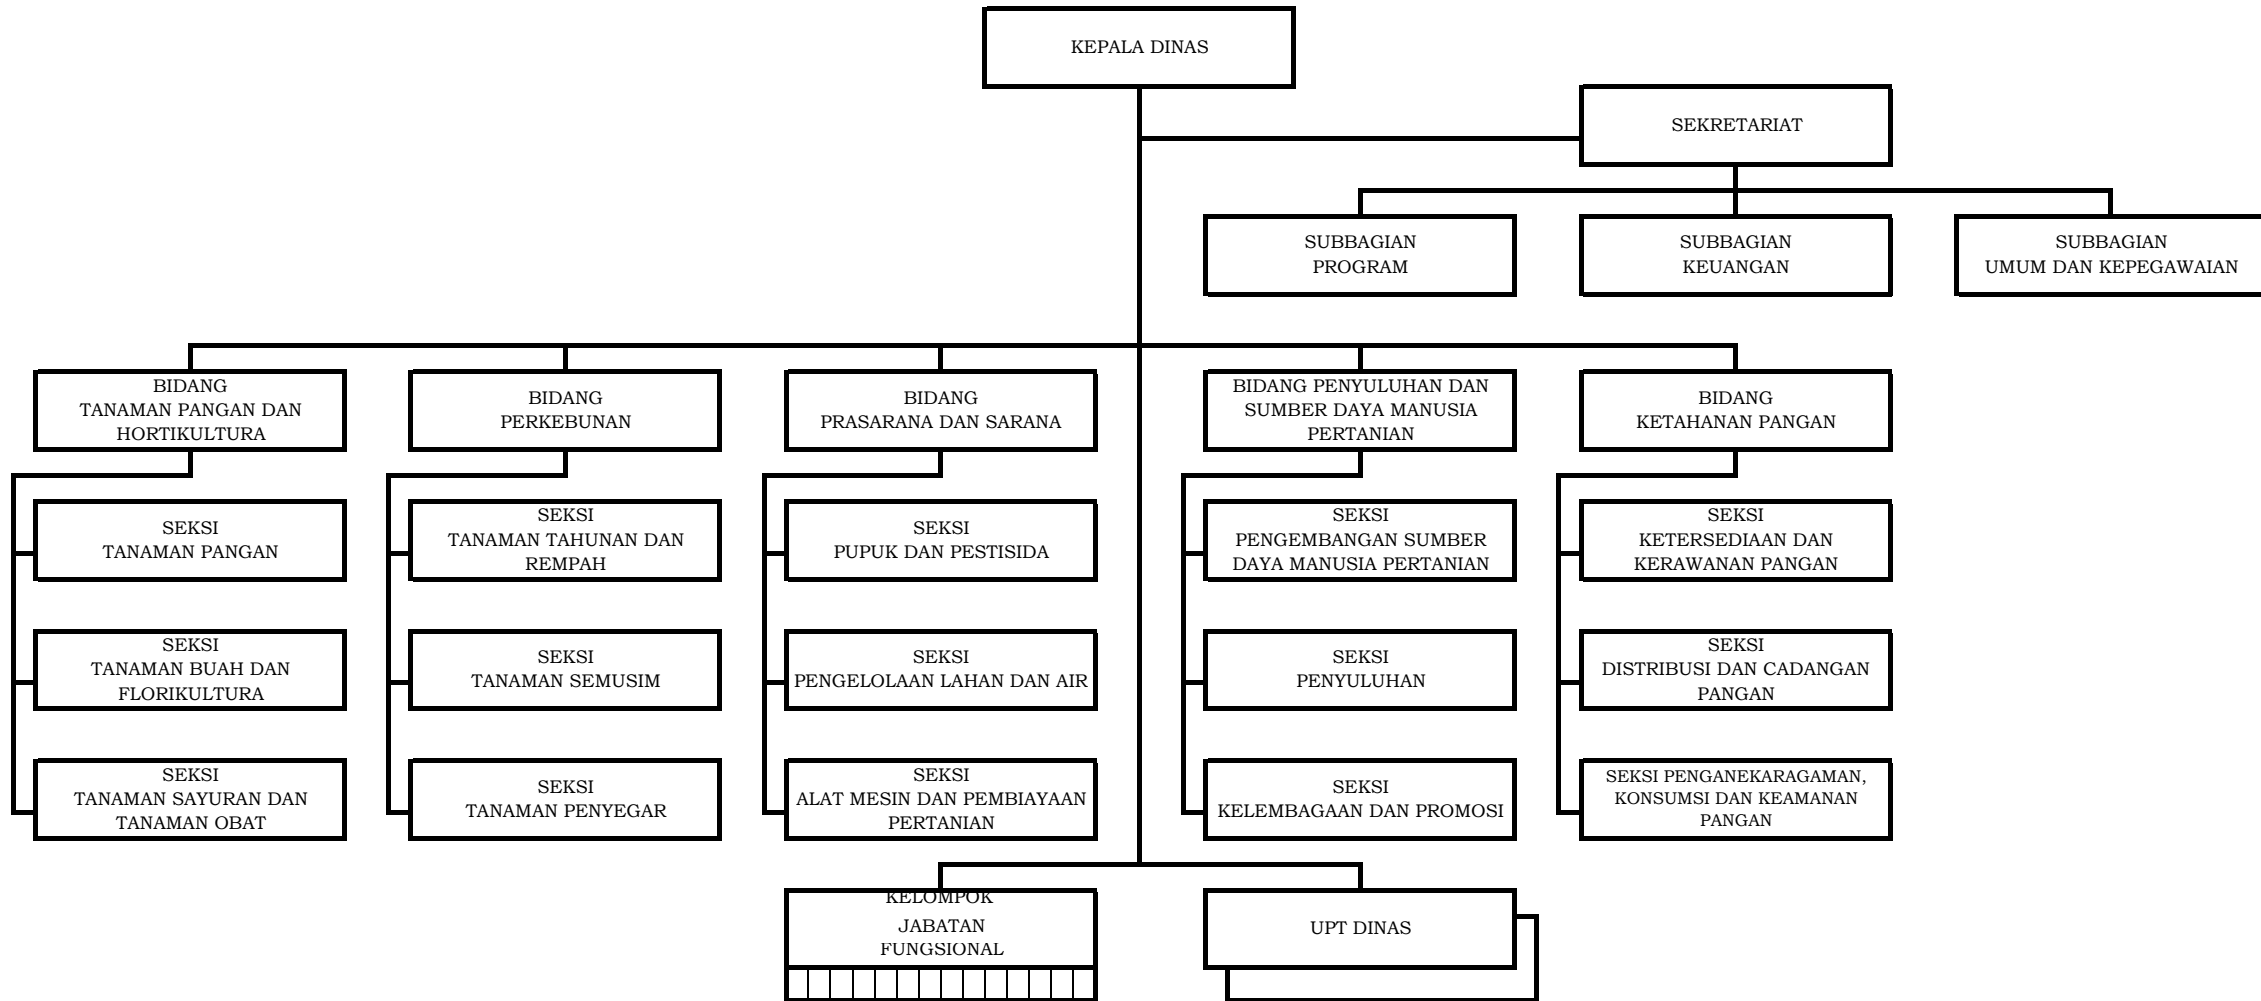 KEPALA DINAS
SEKRETARIAT
SUBBAGIAN
PROGRAM
SUBBAGIAN
KEUANGAN
SUBBAGIAN
UMUM DAN KEPEGAWAIAN
BIDANG
TANAMAN PANGAN DAN
HORTIKULTURA
BIDANG
PERKEBUNAN
BIDANG
PRASARANA DAN SARANA
BIDANG PENYULUHAN DAN
SUMBER DAYA MANUSIA
PERTANIAN
BIDANG
KETAHANAN PANGAN
SEKSI
TANAMAN PANGAN
SEKSI
TANAMAN TAHUNAN DAN
REMPAH
SEKSI
PUPUK DAN PESTISIDA
SEKSI
PENGEMBANGAN SUMBER
DAYA MANUSIA PERTANIAN
SEKSI
KETERSEDIAAN DAN
KERAWANAN PANGAN
SEKSI
TANAMAN BUAH DAN
FLORIKULTURA
SEKSI
TANAMAN SEMUSIM
SEKSI
PENGELOLAAN LAHAN DAN AIR
SEKSI
PENYULUHAN
SEKSI
DISTRIBUSI DAN CADANGAN
PANGAN
SEKSI
TANAMAN SAYURAN DAN
TANAMAN OBAT
SEKSI
TANAMAN PENYEGAR
SEKSI
ALAT MESIN DAN PEMBIAYAAN
PERTANIAN
SEKSI
KELEMBAGAAN DAN PROMOSI
SEKSI PENGANEKARAGAMAN,
KONSUMSI DAN KEAMANAN
PANGAN
KELOMPOK
JABATAN
FUNGSIONAL
UPT DINAS